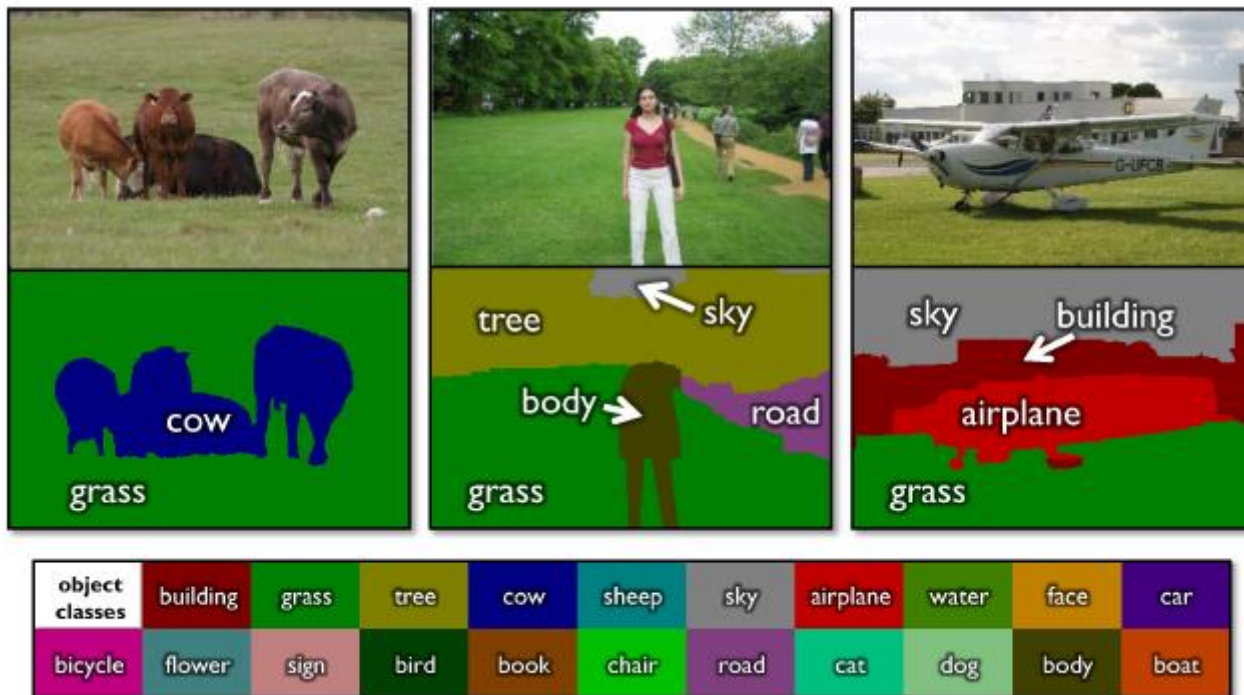 G-UFCB
tree
sky
sky
building
body
road
cow
airplane
grass
grass
grass
object classes
building
grass
tree
cow
sheep
sky
airplane
water
face
car
bicycle
flower
sign
bird
book
chair
road
cat
dog
body
boat